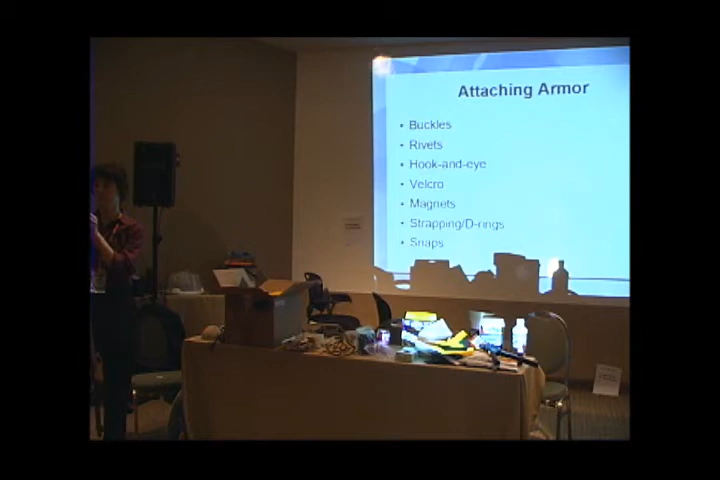 Attaching Armor
• Buckles
• Rivets
• Hook-and-eye
• Velcro
• Magnets
• Strapping/D-rings
• Snaps